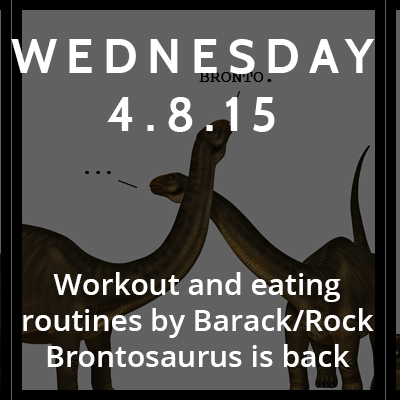 WEDNESDAY
BRONTO.
4.8.15
...
Workout and eating
routines by Barack/Rock
Brontosaurus is back